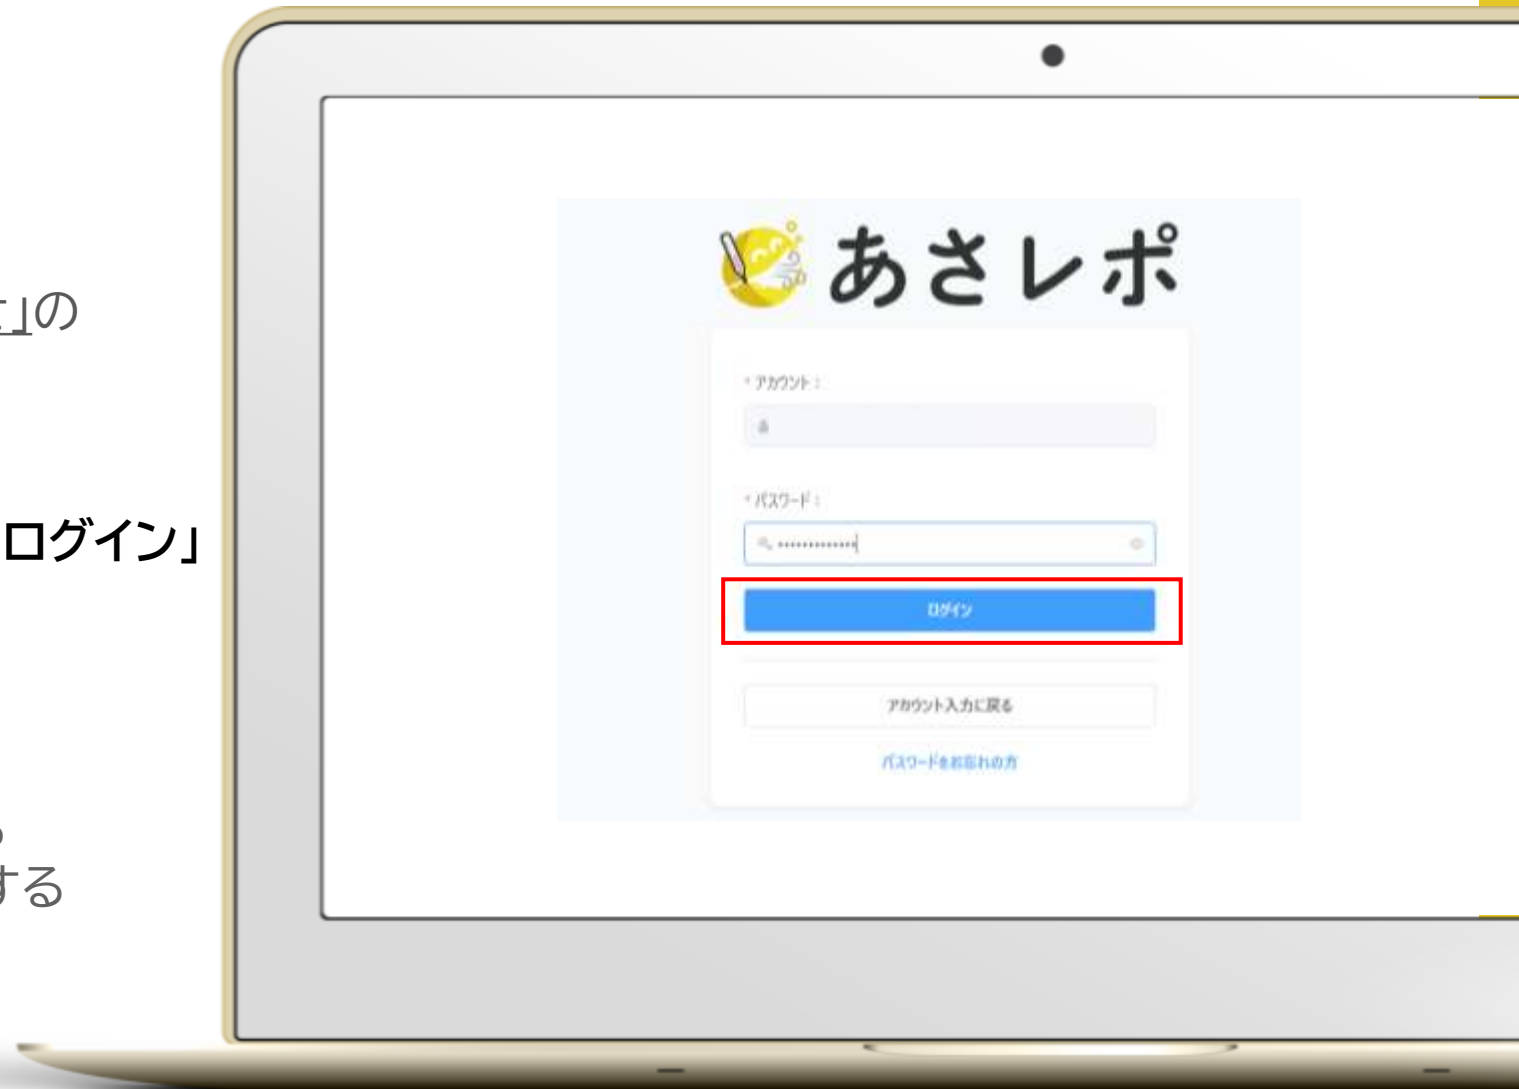 あさレポ
せ」の
* アカウント：
あ
* パスワード：
ログイン」
ログイン
アカウント入力に戻る
パスワードをお忘れの方
する